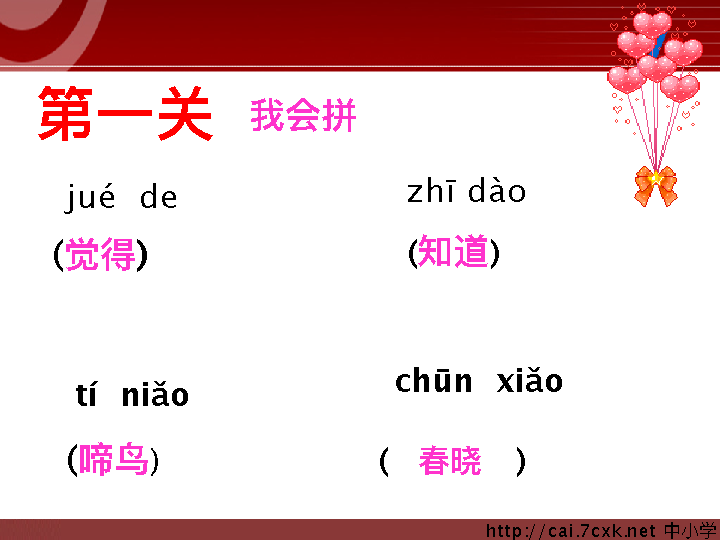 第一关 我会拼
jué de zhī dào
(觉得) (知道)
tí niǎo chūn xiǎo
(啼鸟) ( 春晓 )
http://cai.7cxk.net 中小学